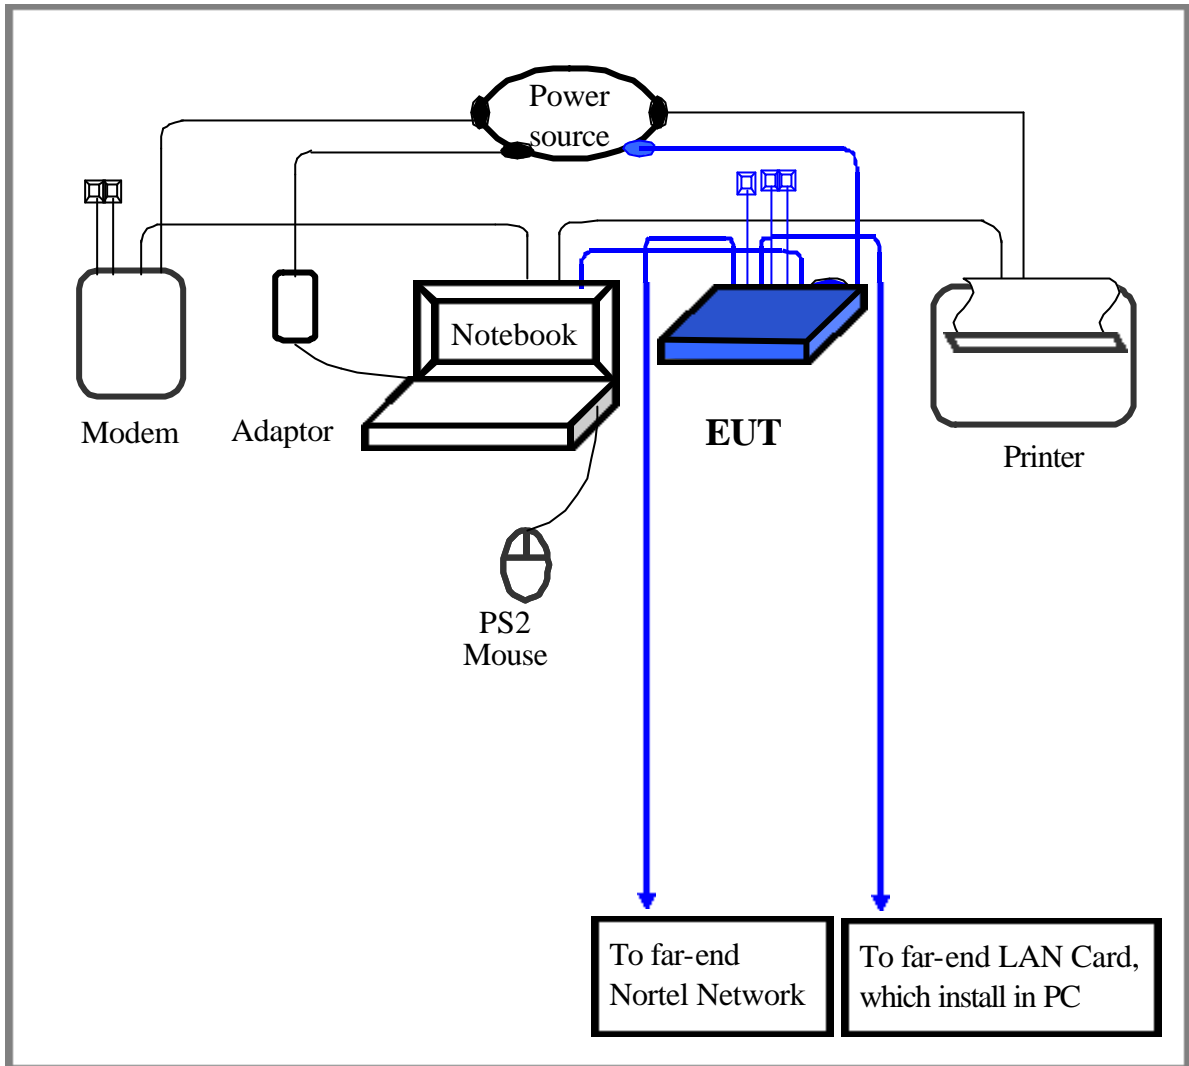 Power
source
Notebook
Modem
Adaptor
EUT
Printer
PS2
Mouse
To far-end
Nortel Network
To far-end LAN Card,
which install in PC